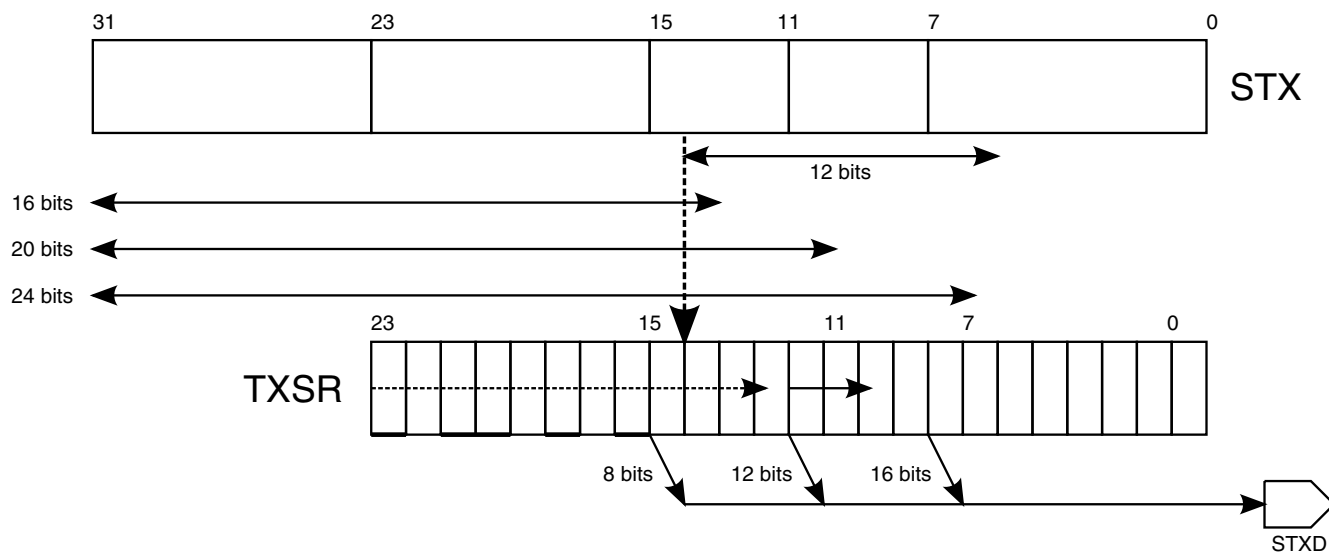 31 23 15 11 7 0
STX
12 bits
16 bits
20 bits
24 bits
23 15 11 7 0
TXSR
8 bits 12 bits 16 bits
STXD